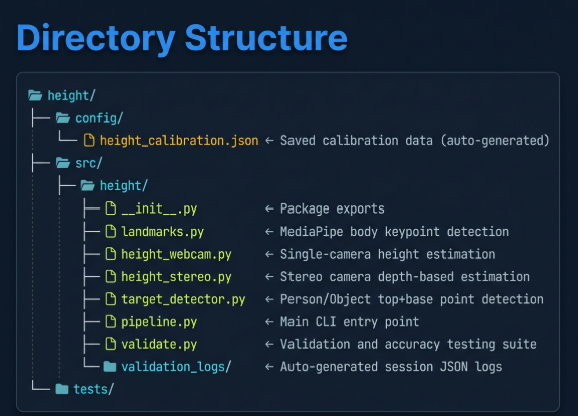 Directory Structure
height/
config/
height_calibration.json ← Saved calibration data (auto-generated)
src/
height/
__init__.py ← Package exports
landmarks.py ← MediaPipe body keypoint detection
height_webcam.py ← Single-camera height estimation
height_stereo.py ← Stereo camera depth-based estimation
target_detector.py ← Person/Object top+base point detection
pipeline.py ← Main CLI entry point
validate.py ← Validation and accuracy testing suite
validation_logs/ ← Auto-generated session JSON logs
tests/